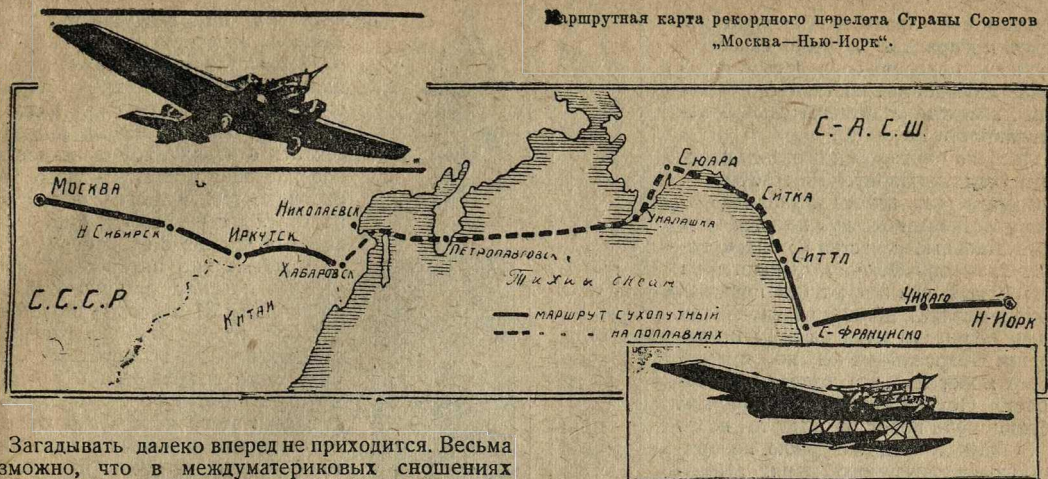 Маршрутная карта рекордного перелета Страны Советов
„Москва—Нью-Иорк“.
С.-А.С.Ш.
СЮАРД
МОСКВА
СИТКА
НИКОЛАЕВСК
УНАЛАШКА
Н СИБИРСК
ИРКУТСК
ПЕТРОПАВЛОВСК
СИТТЛ
ХАБАРОВСК
Тихий океан
С.С.С.Р
КИТАЙ
ЧИКАГО
МАРШРУТ СУХОПУТНЫЙ
Н-ИОРК
С-ФРАНЦИСКО
НА ПОПЛАВКАХ
Загадывать далеко вперед не приходится. Весьма
зможно, что в междуматериковых сношениях